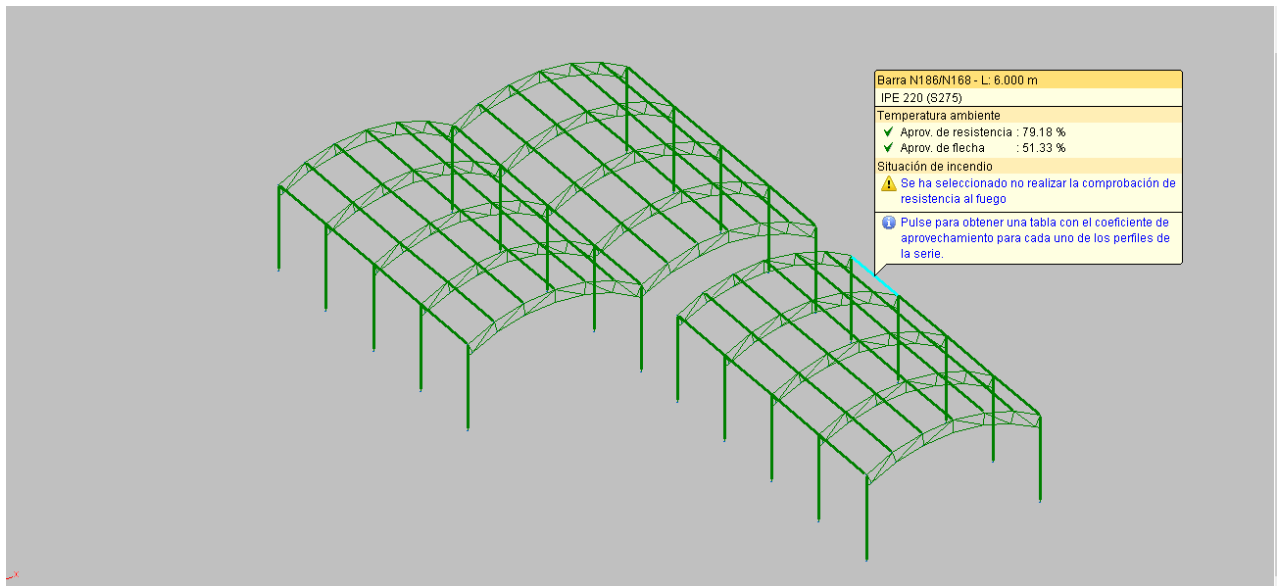 Barra N186/N168 - L: 6.000 m
IPE 220 (S275)
Temperatura ambiente
Aprov. de resistencia : 79.18 %
Aprov. de flecha : 51.33 %
Situación de incendio
Se ha seleccionado no realizar la comprobación de
resistencia al fuego
Pulse para obtener una tabla con el coeficiente de
aprovechamiento para cada uno de los perfiles de
la serie.
x